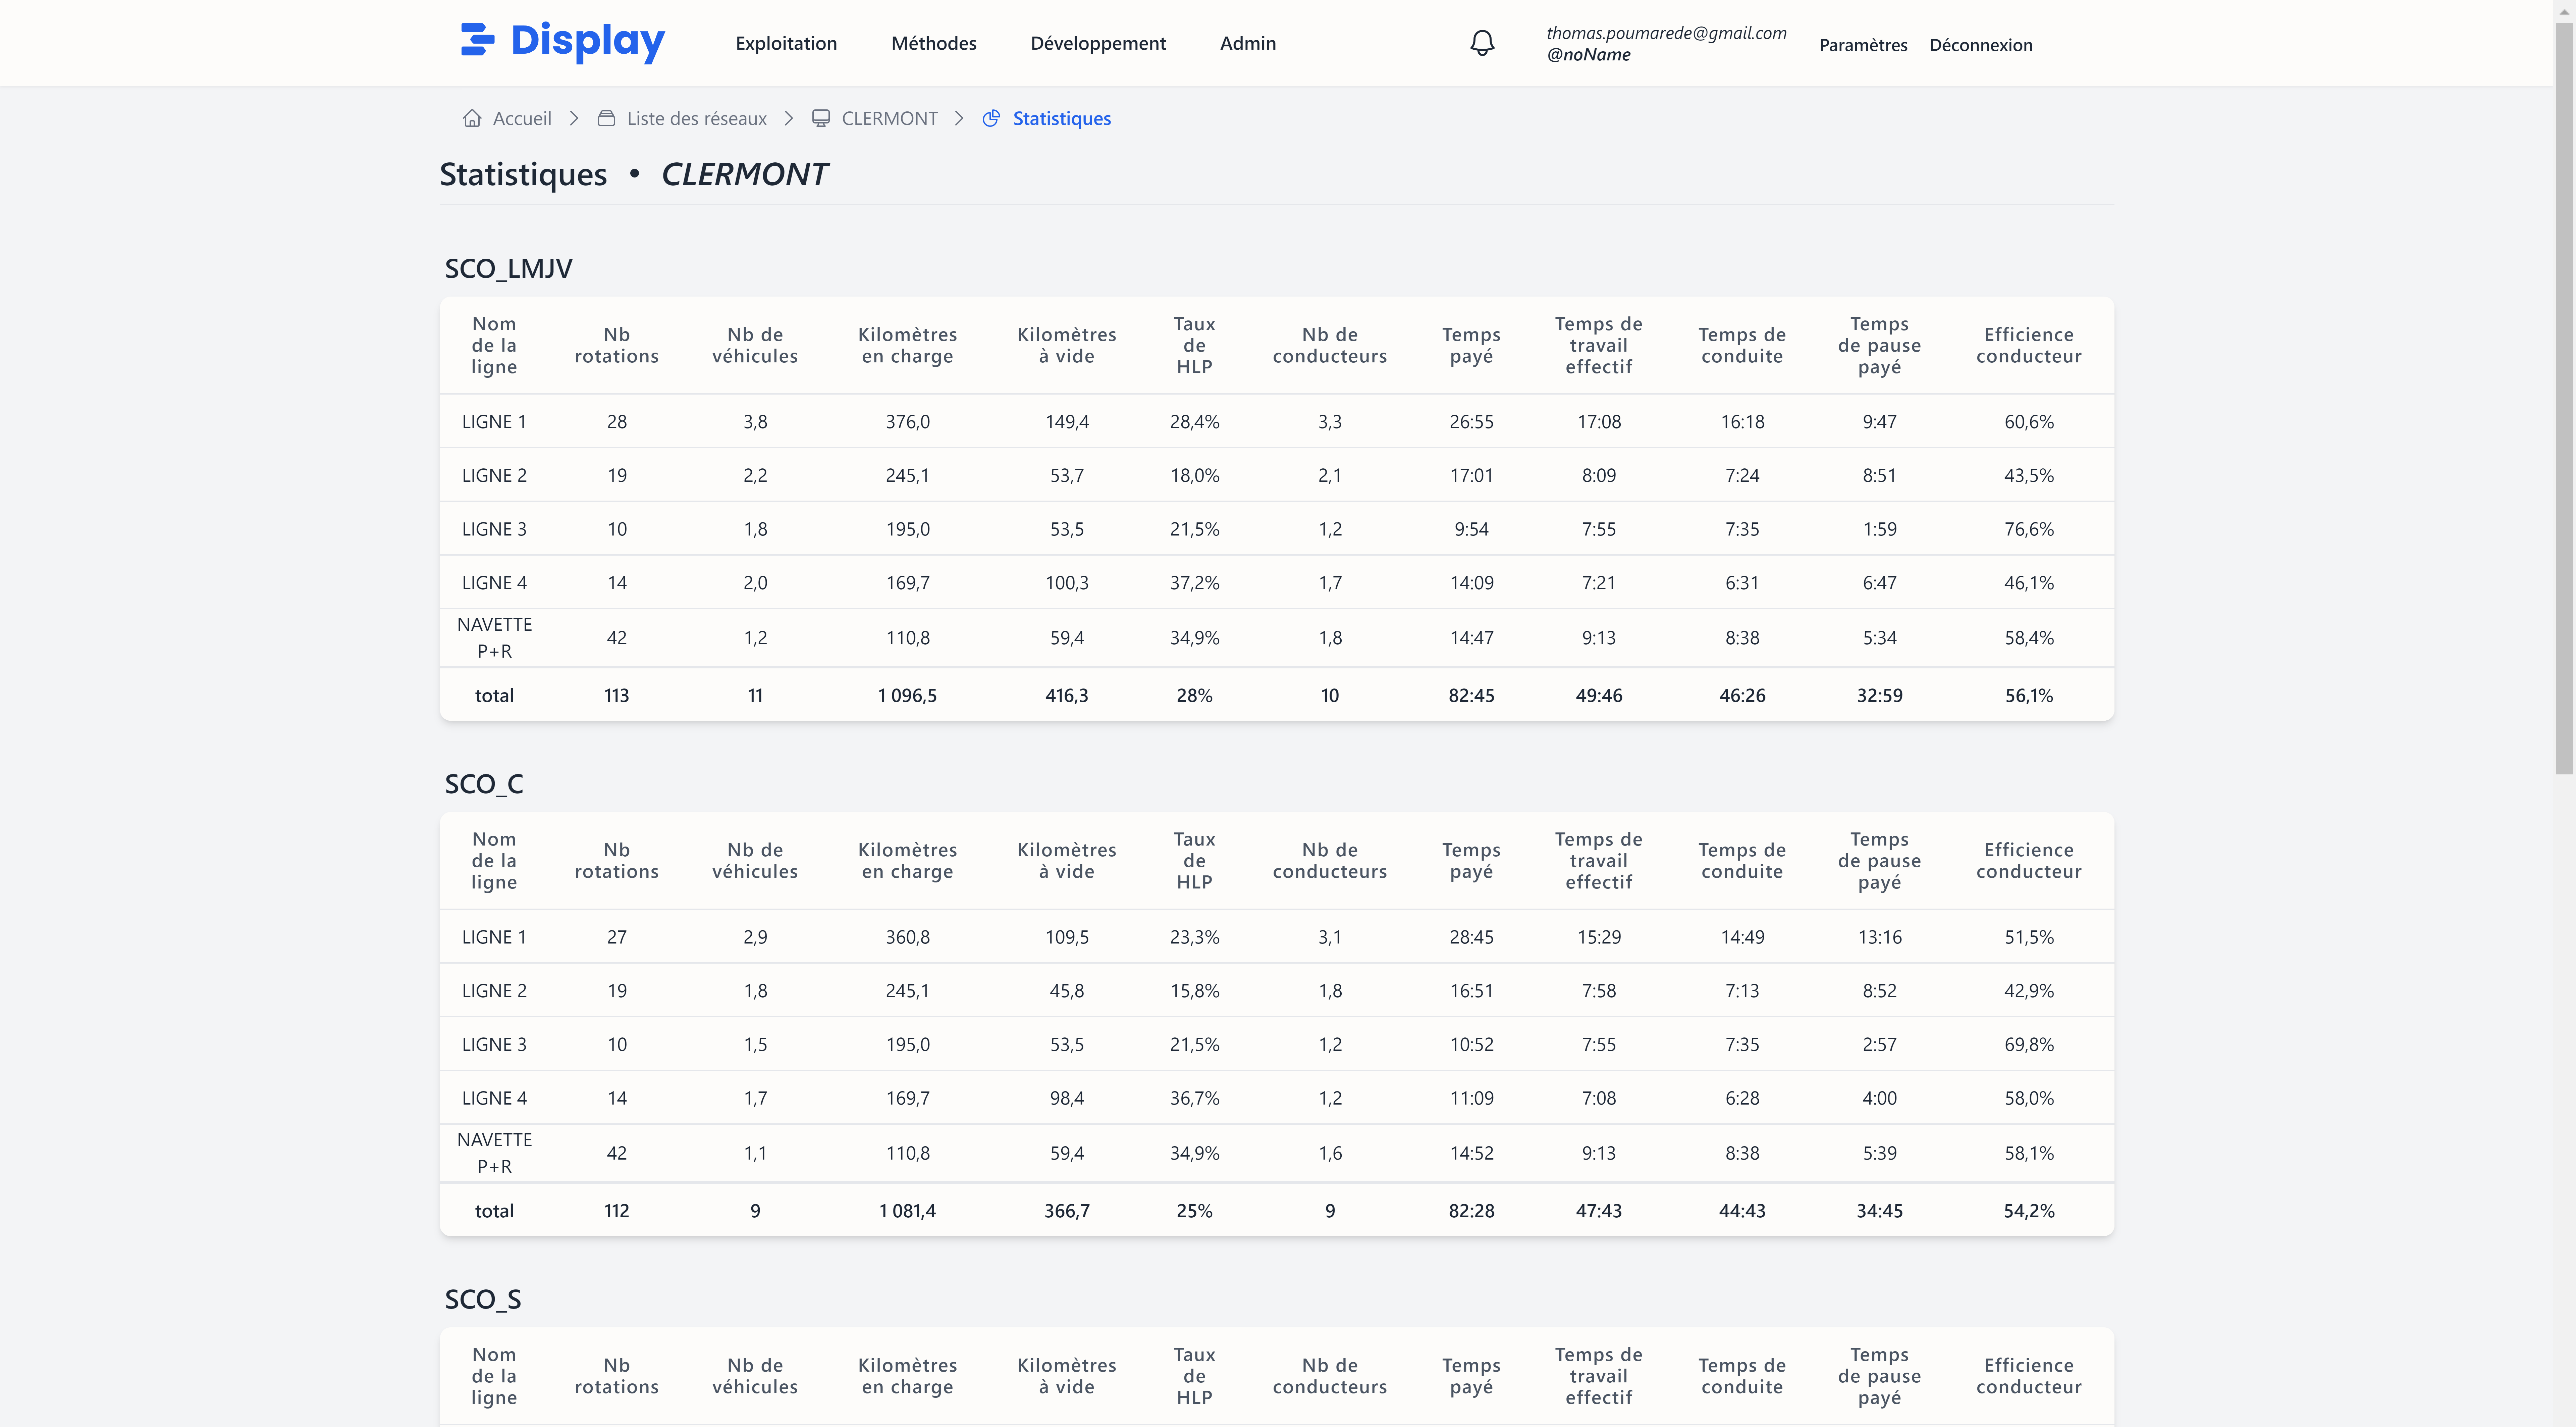 Display
Exploitation Méthodes Développement Admin
thomas.poumarede@gmail.com
@noName
Paramètres Déconnexion
Accueil Liste des réseaux CLERMONT Statistiques
Statistiques • CLERMONT
SCO_LMJV
Nom de la ligne Nb rotations Nb de véhicules Kilomètres en charge Kilomètres à vide Taux de HLP Nb de conducteurs Temps payé Temps de travail effectif Temps de conduite Temps de pause payé Efficience conducteur
LIGNE 1 28 3,8 376,0 149,4 28,4% 3,3 26:55 17:08 16:18 9:47 60,6%
LIGNE 2 19 2,2 245,1 53,7 18,0% 2,1 17:01 8:09 7:24 8:51 43,5%
LIGNE 3 10 1,8 195,0 53,5 21,5% 1,2 9:54 7:55 7:35 1:59 76,6%
LIGNE 4 14 2,0 169,7 100,3 37,2% 1,7 14:09 7:21 6:31 6:47 46,1%
NAVETTE P+R 42 1,2 110,8 59,4 34,9% 1,8 14:47 9:13 8:38 5:34 58,4%
total 113 11 1 096,5 416,3 28% 10 82:45 49:46 46:26 32:59 56,1%
SCO_C
Nom de la ligne Nb rotations Nb de véhicules Kilomètres en charge Kilomètres à vide Taux de HLP Nb de conducteurs Temps payé Temps de travail effectif Temps de conduite Temps de pause payé Efficience conducteur
LIGNE 1 27 2,9 360,8 109,5 23,3% 3,1 28:45 15:29 14:49 13:16 51,5%
LIGNE 2 19 1,8 245,1 45,8 15,8% 1,8 16:51 7:58 7:13 8:52 42,9%
LIGNE 3 10 1,5 195,0 53,5 21,5% 1,2 10:52 7:55 7:35 2:57 69,8%
LIGNE 4 14 1,7 169,7 98,4 36,7% 1,2 11:09 7:08 6:28 4:00 58,0%
NAVETTE P+R 42 1,1 110,8 59,4 34,9% 1,6 14:52 9:13 8:38 5:39 58,1%
total 112 9 1 081,4 366,7 25% 9 82:28 47:43 44:43 34:45 54,2%
SCO_S
Nom de la ligne Nb rotations Nb de véhicules Kilomètres en charge Kilomètres à vide Taux de HLP Nb de conducteurs Temps payé Temps de travail effectif Temps de conduite Temps de pause payé Efficience conducteur